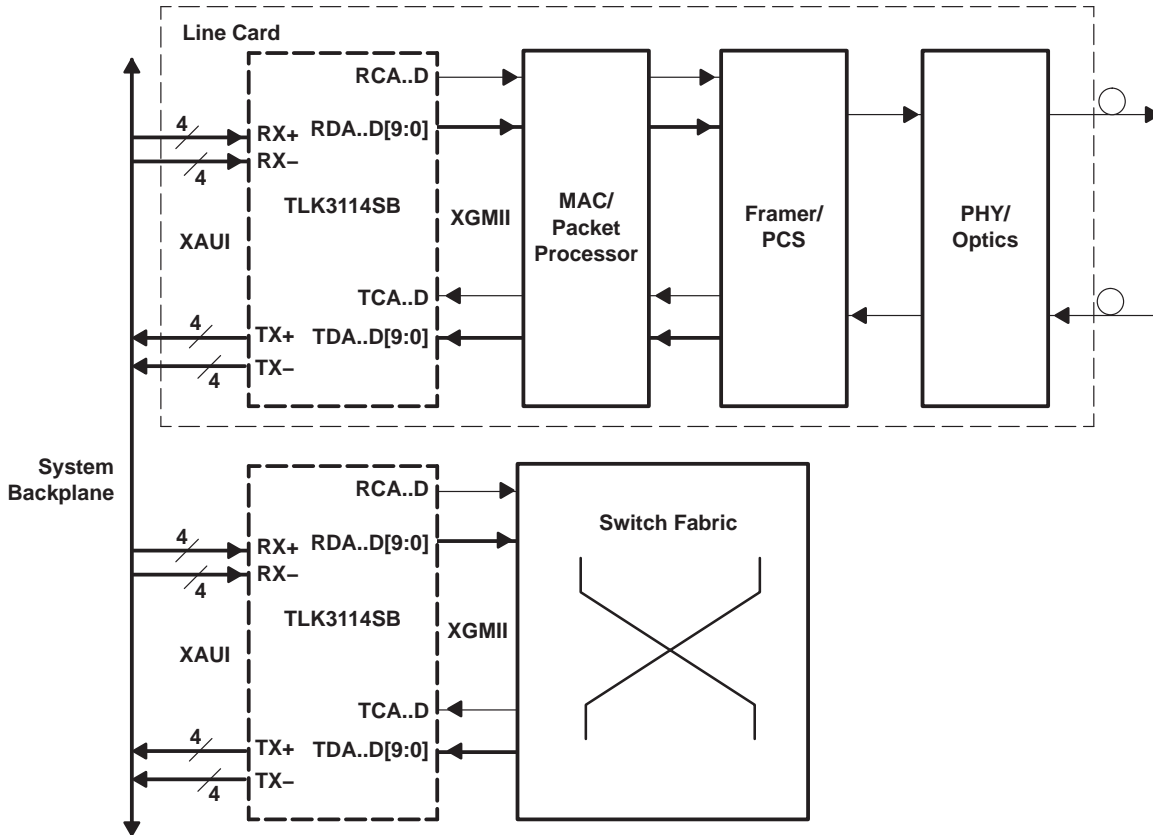 Line Card
RCA..D
4
RX+
RDA..D[9:0]
RX–
4
TLK3114SB
XAUI
XGMII
MAC/
Packet
Processor
Framer/
PCS
PHY/
Optics
TCA..D
4
TX+
TDA..D[9:0]
TX–
4
System
Backplane
RCA..D
Switch Fabric
4
RX+
RDA..D[9:0]
RX–
4
TLK3114SB
XAUI
XGMII
TCA..D
4
TX+
TDA..D[9:0]
TX–
4